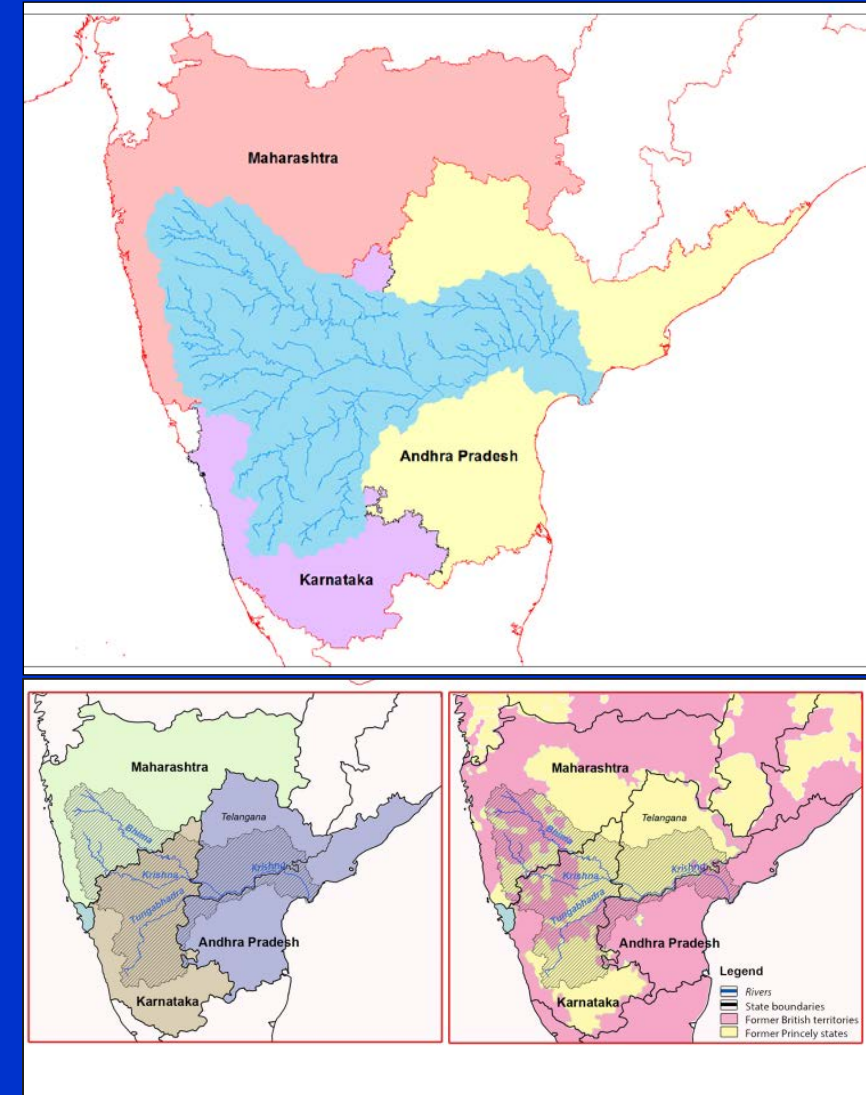 Maharashtra
Andhra Pradesh
Karnataka
Maharashtra
Telangana
Bhima
Krishna
Krishna
Tungabhadra
Andhra Pradesh
Karnataka
Maharashtra
Telangana
Bhima
Krishna
Krishna
Tungabhadra
Andhra Pradesh
Karnataka
Legend
Rivers
State boundaries
Former British territories
Former Princely states